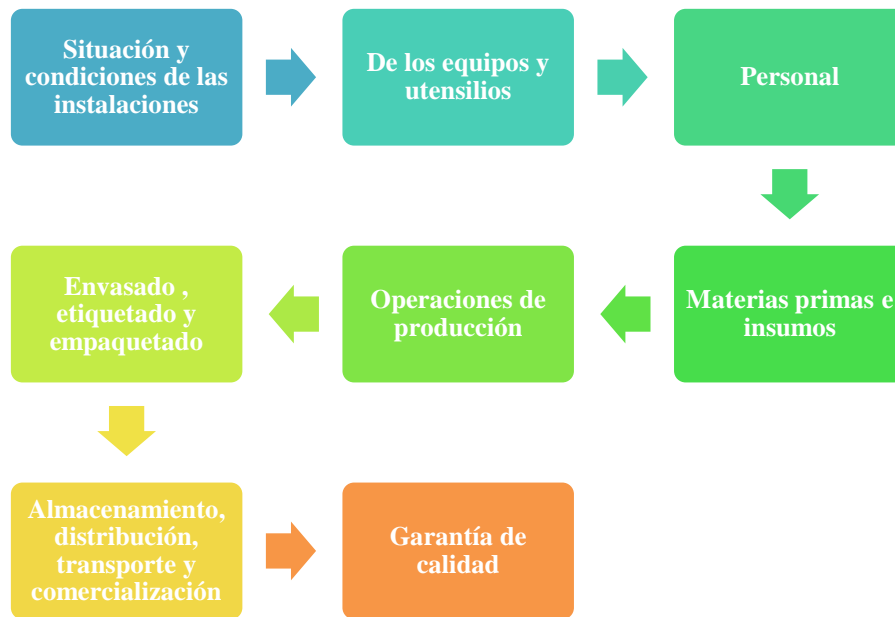 Situación y
condiciones de las
instalaciones
De los equipos y
utensilios
Personal
Materias primas e
insumos
Operaciones de
producción
Envasado ,
etiquetado y
empaquetado
Almacenamiento,
distribución,
transporte y
comercialización
Garantía de
calidad